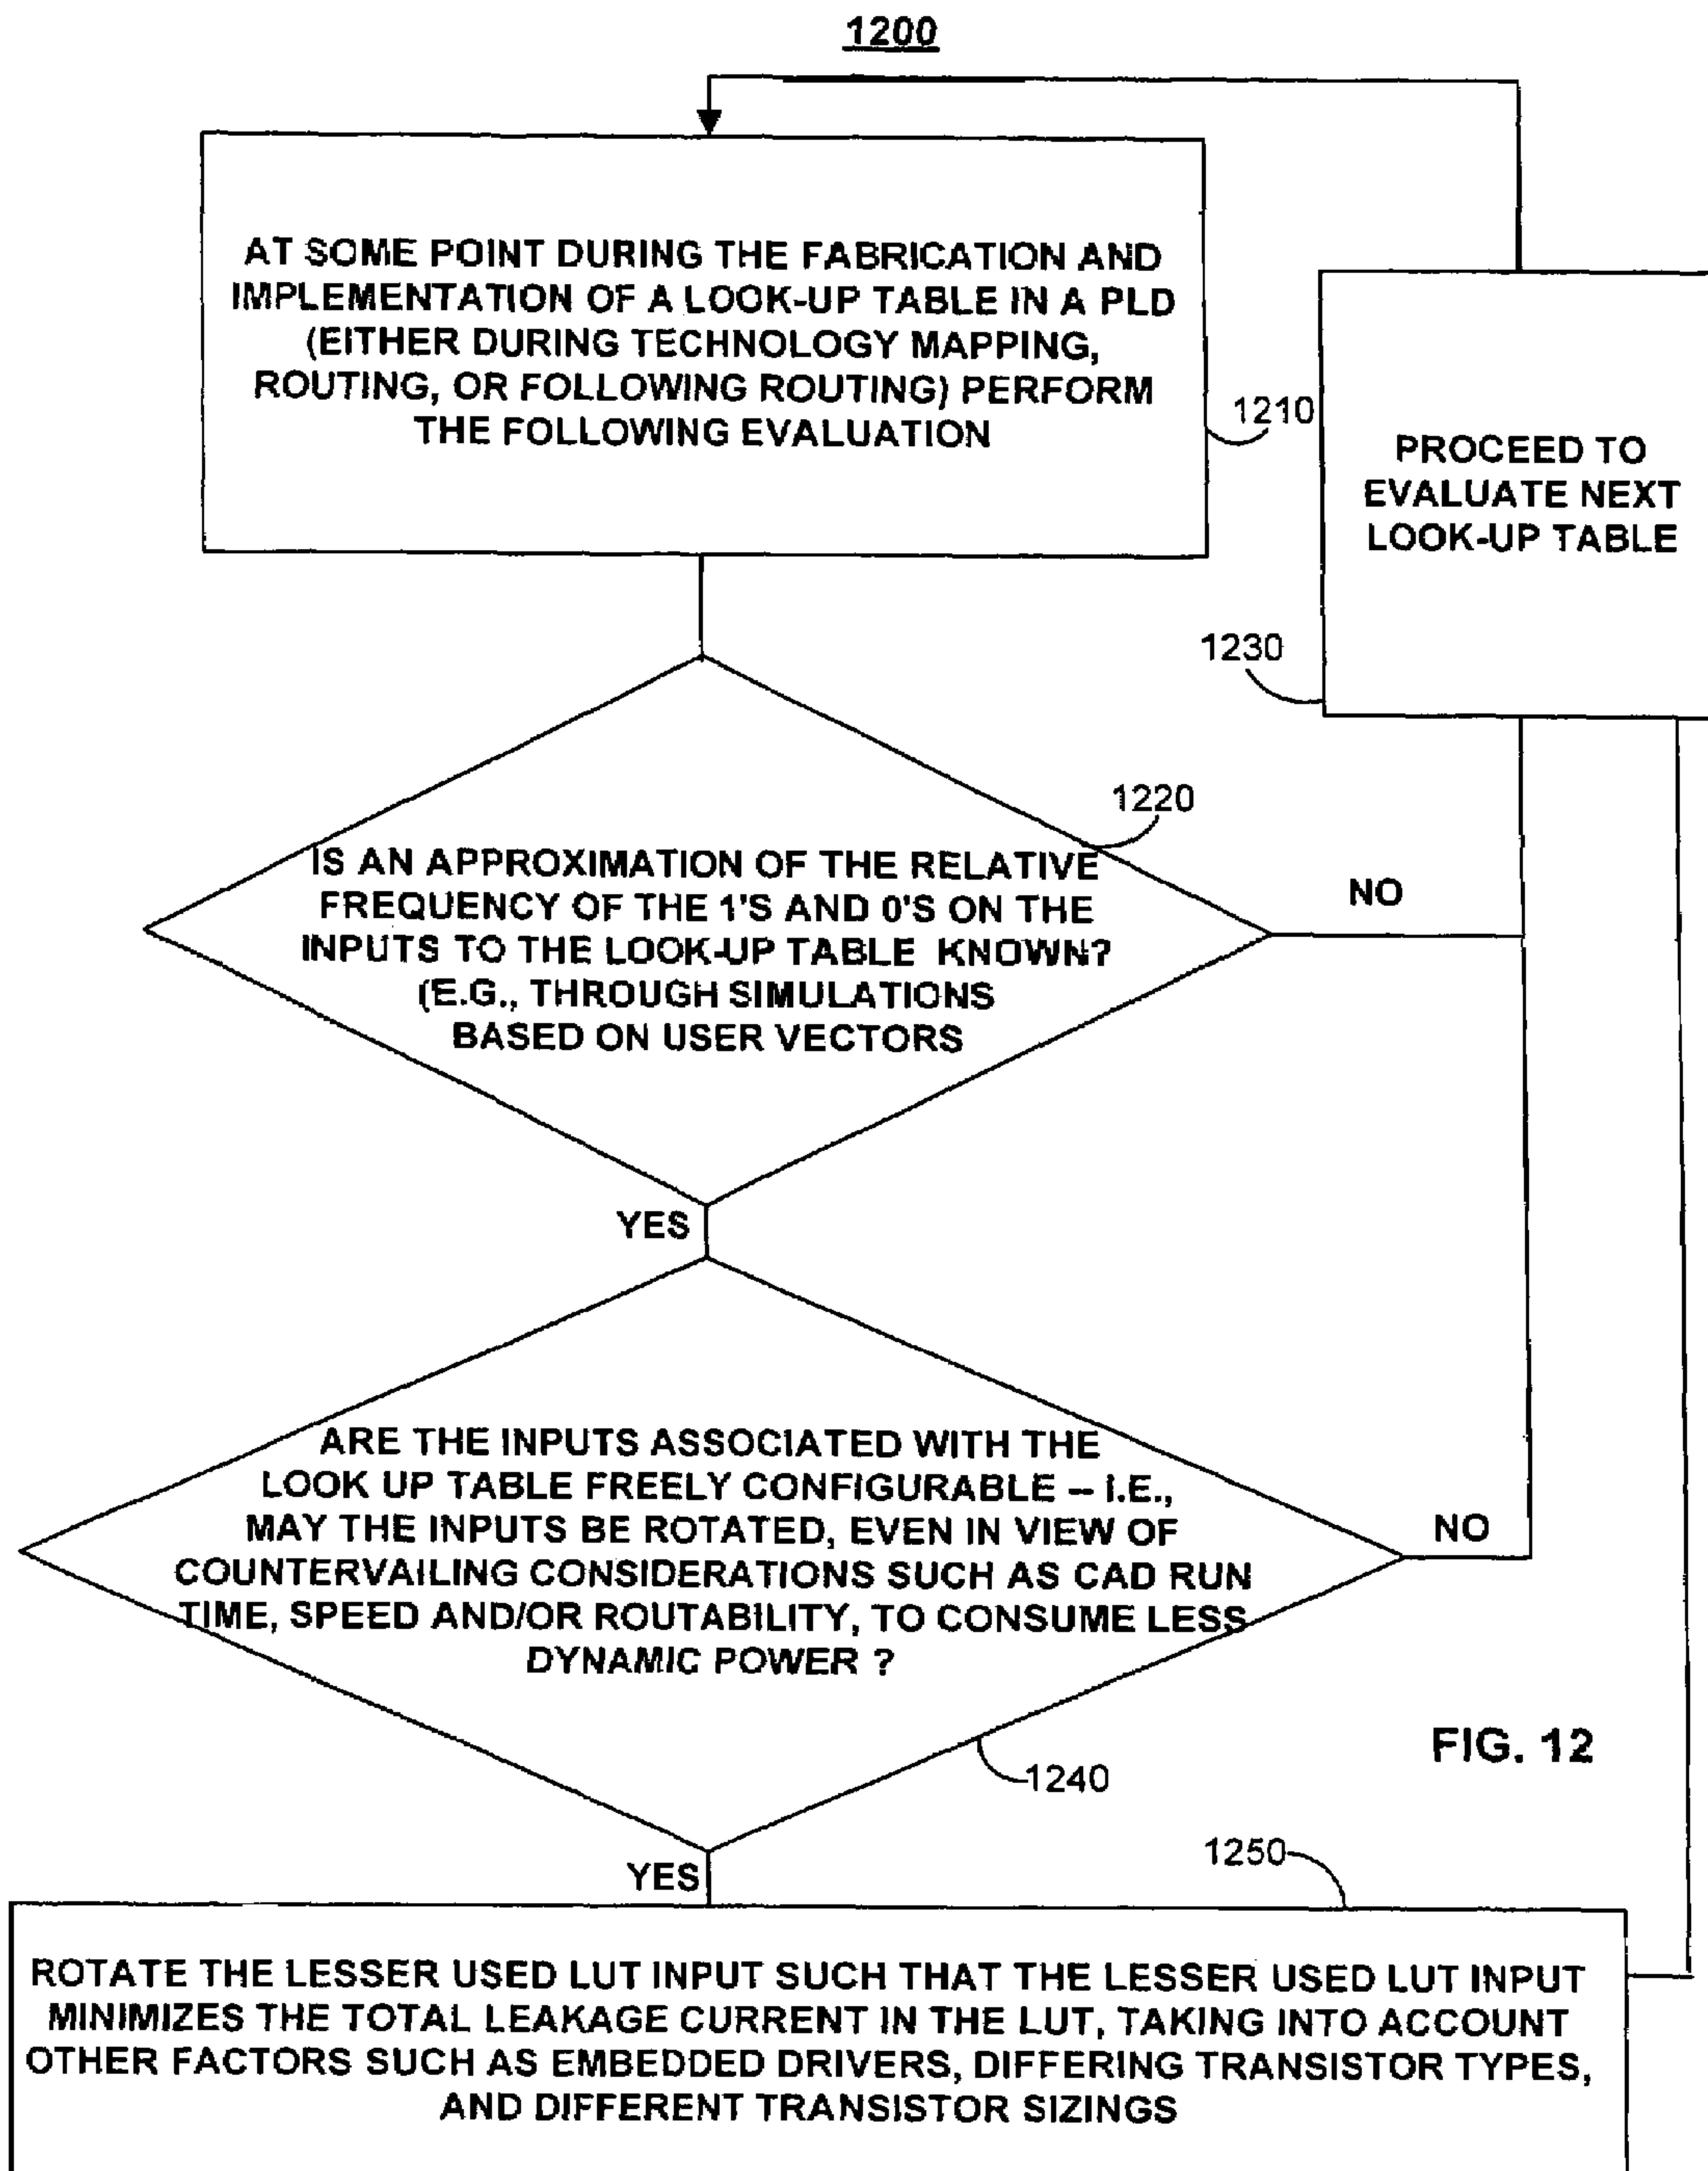 1200
AT SOME POINT DURING THE FABRICATION AND
IMPLEMENTATION OF A LOOK-UP TABLE IN A PLD
(EITHER DURING TECHNOLOGY MAPPING,
ROUTING, OR FOLLOWING ROUTING) PERFORM
THE FOLLOWING EVALUATION
1210
PROCEED TO
EVALUATE NEXT
LOOK-UP TABLE
1230
1220
IS AN APPROXIMATION OF THE RELATIVE
FREQUENCY OF THE 1'S AND 0'S ON THE
INPUTS TO THE LOOK-UP TABLE KNOWN?
(E.G., THROUGH SIMULATIONS
BASED ON USER VECTORS
NO
YES
ARE THE INPUTS ASSOCIATED WITH THE
LOOK UP TABLE FREELY CONFIGURABLE -- I.E.,
MAY THE INPUTS BE ROTATED, EVEN IN VIEW OF
COUNTERVAILING CONSIDERATIONS SUCH AS CAD RUN
TIME, SPEED AND/OR ROUTABILITY, TO CONSUME LESS
DYNAMIC POWER ?
NO
FIG. 12
1240
YES
1250
ROTATE THE LESSER USED LUT INPUT SUCH THAT THE LESSER USED LUT INPUT
MINIMIZES THE TOTAL LEAKAGE CURRENT IN THE LUT, TAKING INTO ACCOUNT
OTHER FACTORS SUCH AS EMBEDDED DRIVERS, DIFFERING TRANSISTOR TYPES,
AND DIFFERENT TRANSISTOR SIZINGS